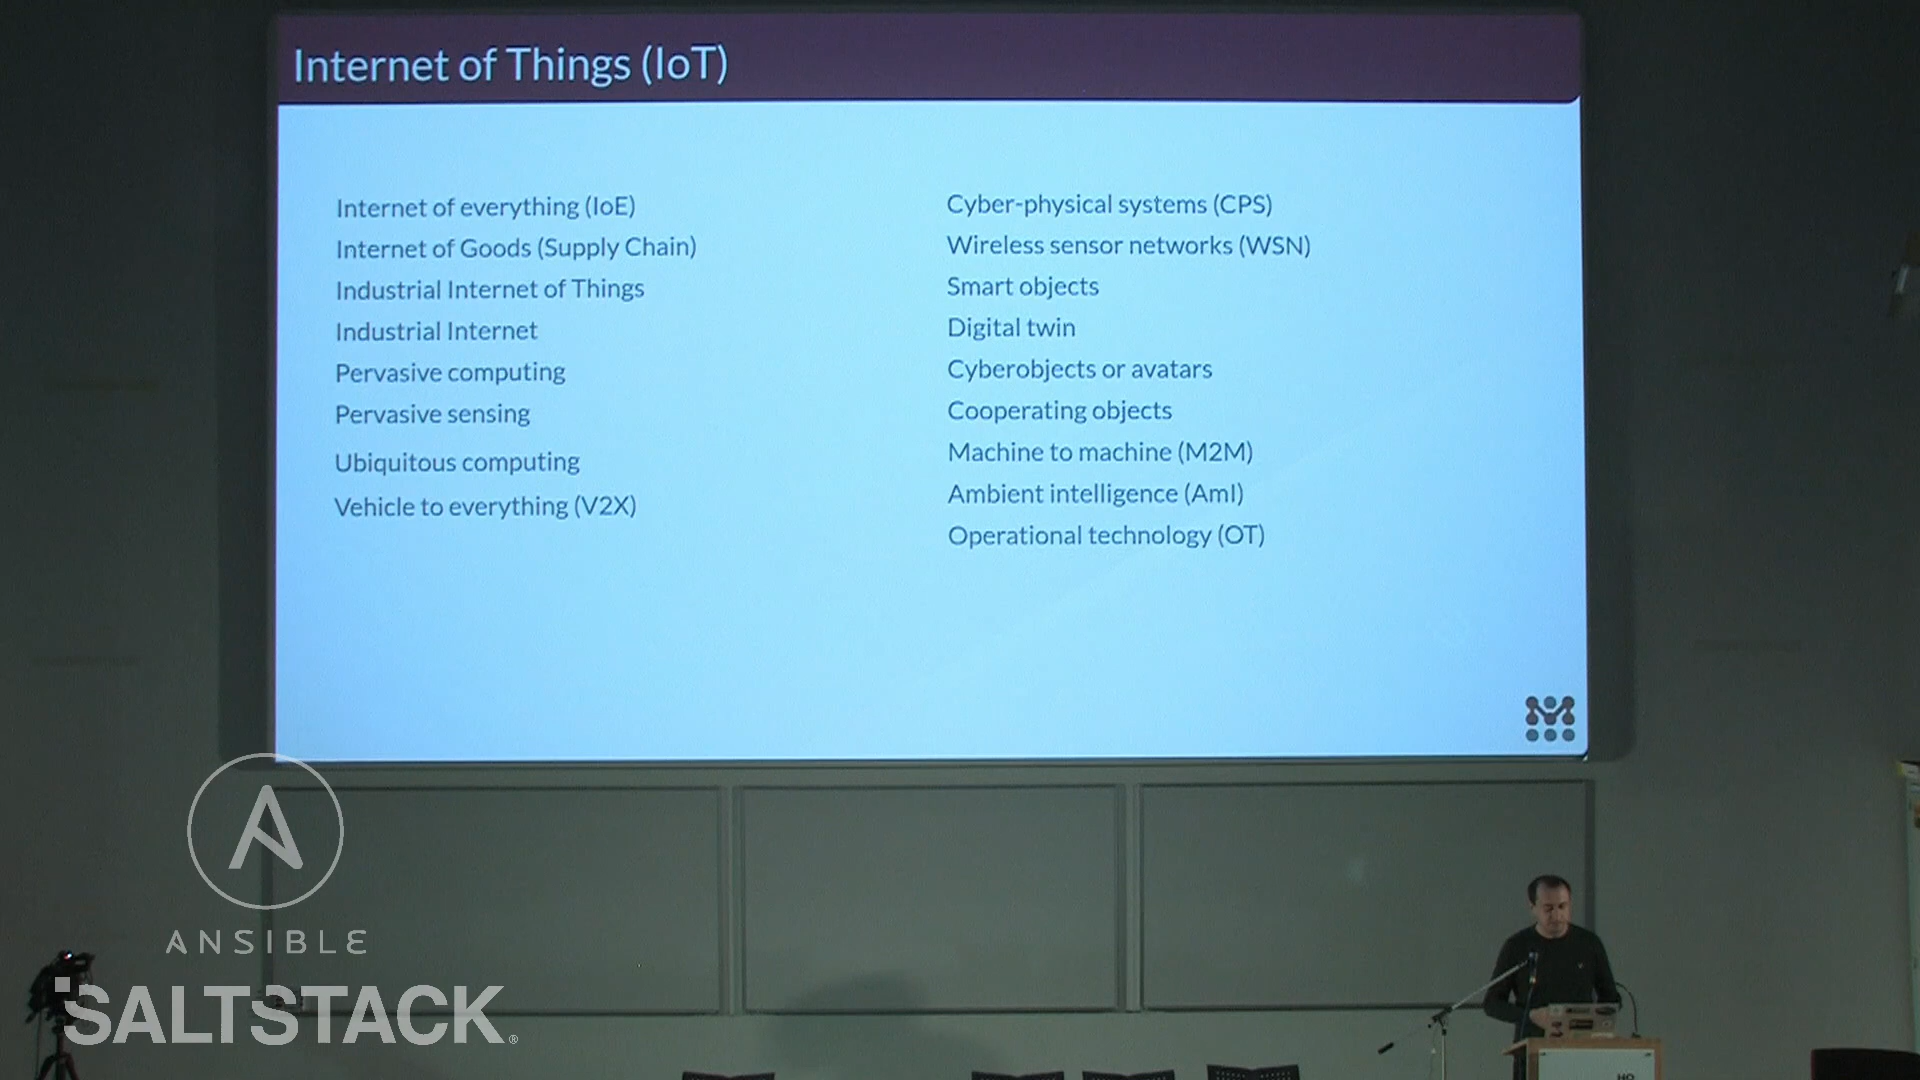 Internet of Things (IoT)
Internet of everything (IoE)
Internet of Goods (Supply Chain)
Industrial Internet of Things
Industrial Internet
Pervasive computing
Pervasive sensing
Ubiquitous computing
Vehicle to everything (V2X)
Cyber-physical systems (CPS)
Wireless sensor networks (WSN)
Smart objects
Digital twin
Cyberobjects or avatars
Cooperating objects
Machine to machine (M2M)
Ambient intelligence (AmI)
Operational technology (OT)
ANSIBLE
SALTSTACK®